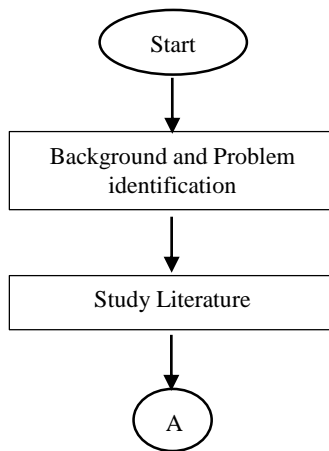 Start
Background and Problem
identification
Study Literature
A